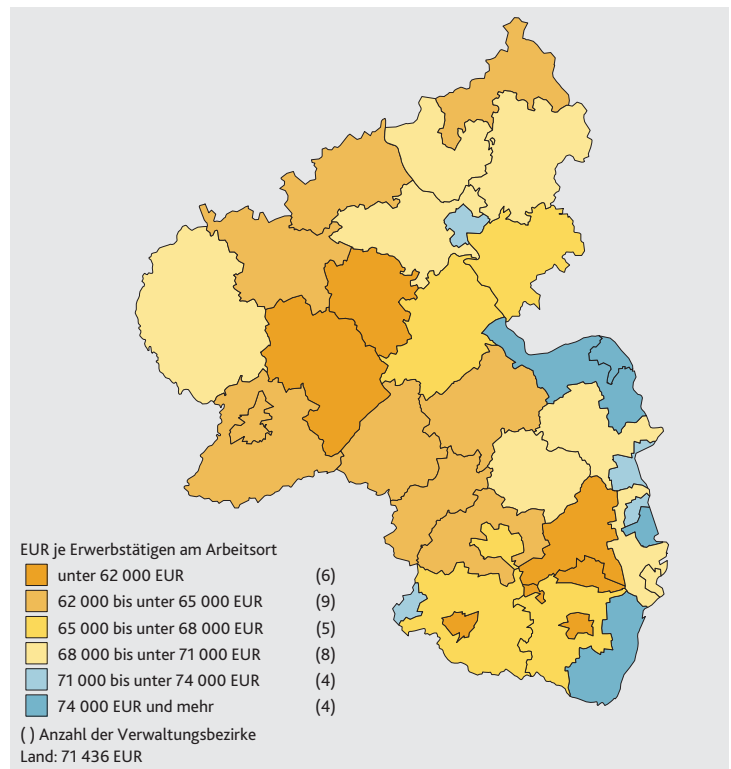 EUR je Erwerbstätigen am Arbeitsort
unter 62 000 EUR (6)
62 000 bis unter 65 000 EUR (9)
65 000 bis unter 68 000 EUR (5)
68 000 bis unter 71 000 EUR (8)
71 000 bis unter 74 000 EUR (4)
74 000 EUR und mehr (4)
( ) Anzahl der Verwaltungsbezirke
Land: 71 436 EUR